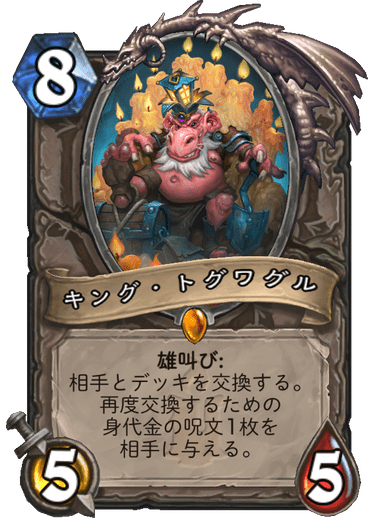 8
キング・トグワグル
雄叫び:
相手とデッキを交換する。
再度交換するための
身代金の呪文1枚を
相手に与える。
5
5